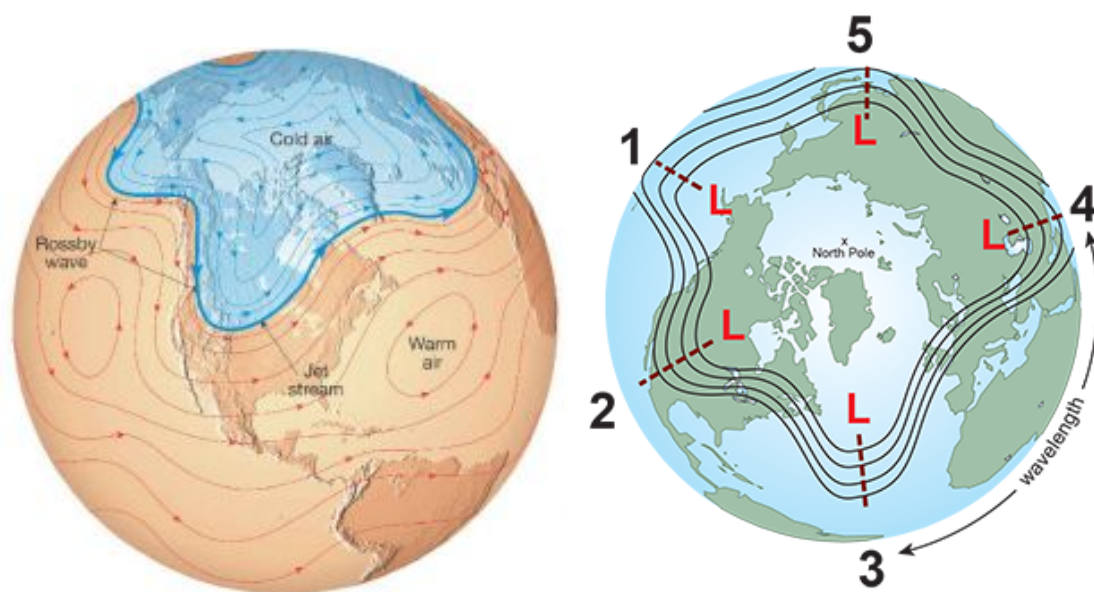 Cold air
Rossby
wave
Jet
stream
Warm
air
5
1
L
L
4
L
x
North Pole
L
2
L
wavelength
3